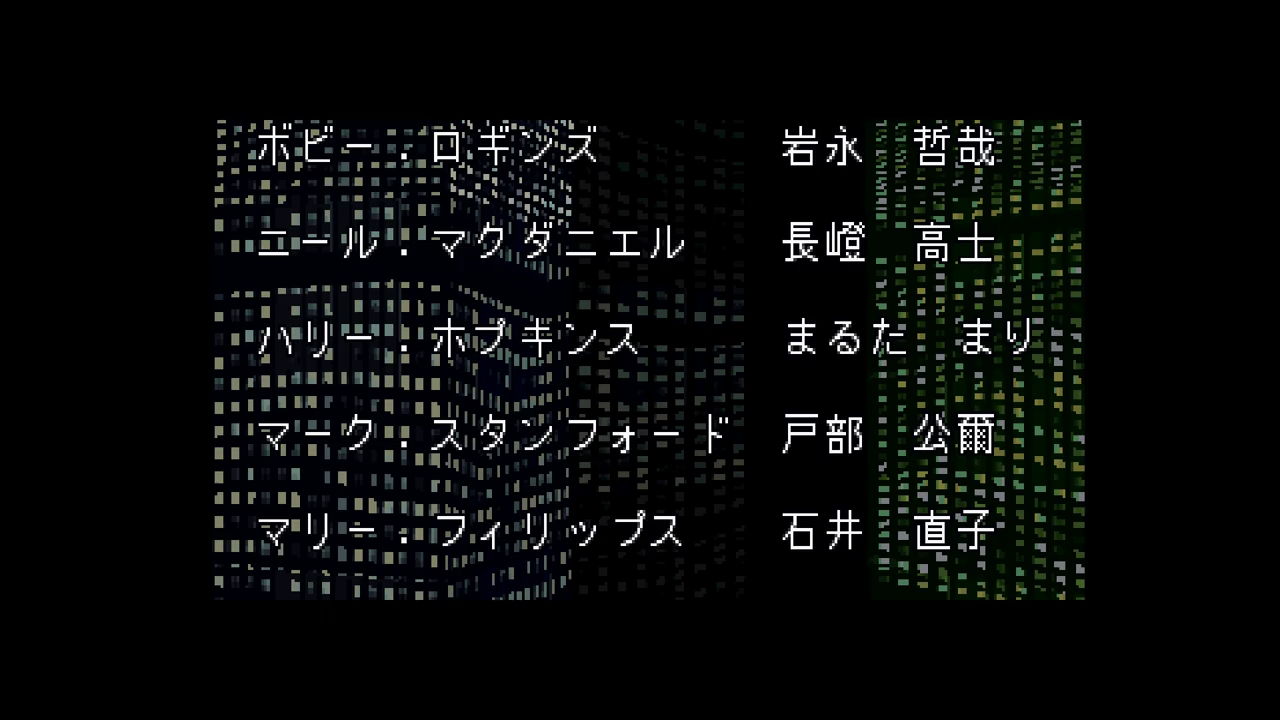 ボビー．ロギンズ　岩永　哲哉
ニール．マクダニエル　長嶝　高士
ハリー．ホプキンス　まるた　まり
マーク．スタンフォード　戸部　公爾
マリー．フィリップス　石井　直子